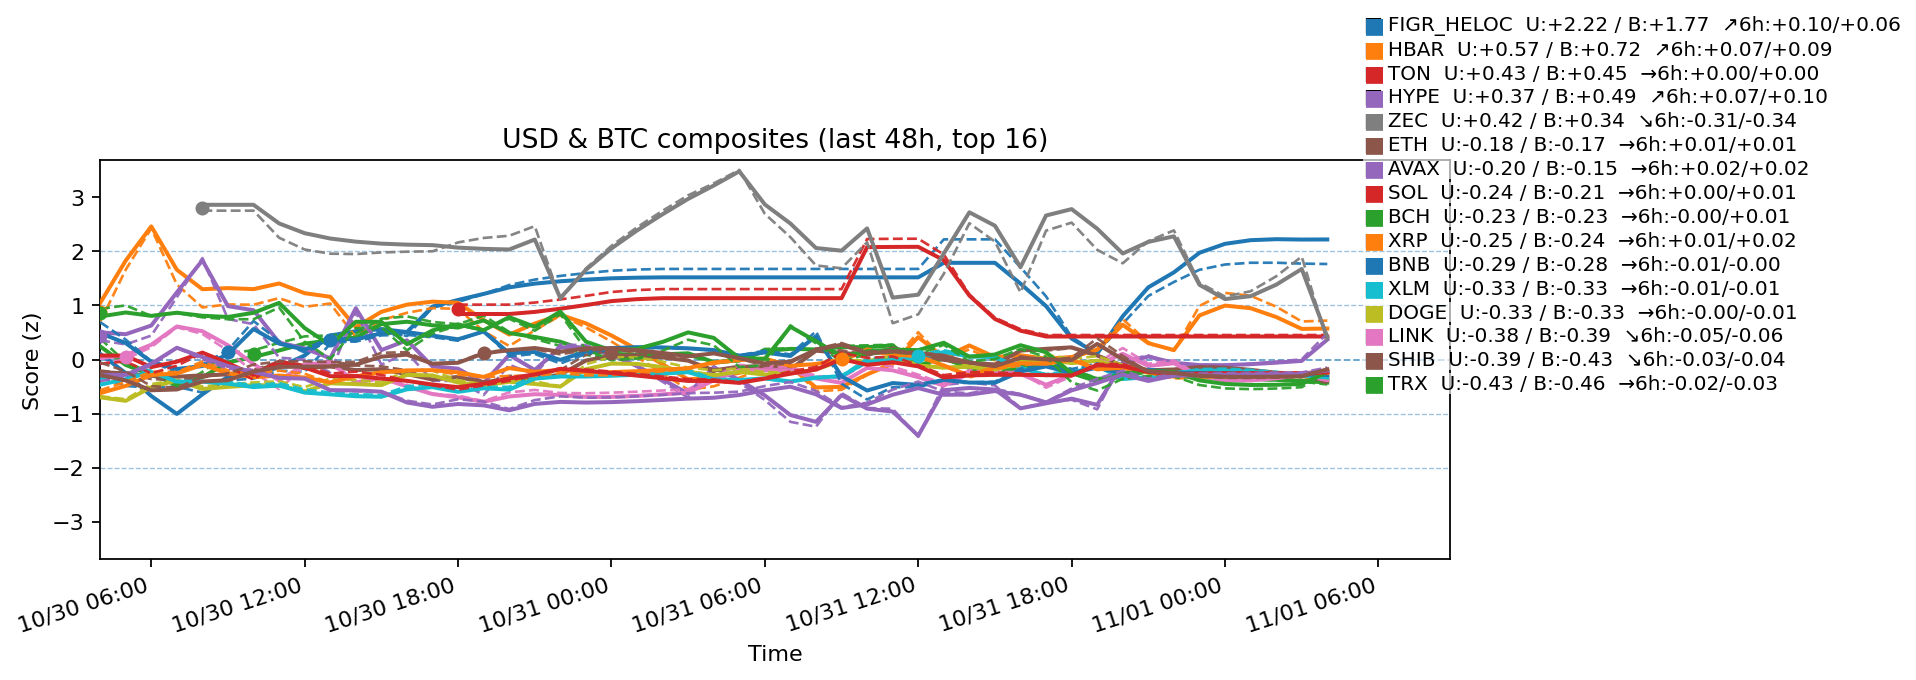 FIGR_HELOC U:+2.22 / B:+1.77 ↗6h:+0.10/+0.06
HBAR U:+0.57 / B:+0.72 ↗6h:+0.07/+0.09
TON U:+0.43 / B:+0.45 →6h:+0.00/+0.00
HYPE U:+0.37 / B:+0.49 ↗6h:+0.07/+0.10
ZEC U:+0.42 / B:+0.34 ↘6h:-0.31/-0.34
ETH U:-0.18 / B:-0.17 →6h:+0.01/+0.01
AVAX U:-0.20 / B:-0.15 →6h:+0.02/+0.02
SOL U:-0.24 / B:-0.21 →6h:+0.00/+0.01
BCH U:-0.23 / B:-0.23 →6h:-0.00/+0.01
XRP U:-0.25 / B:-0.24 →6h:+0.01/+0.02
BNB U:-0.29 / B:-0.28 →6h:-0.01/-0.00
XLM U:-0.33 / B:-0.33 →6h:-0.01/-0.01
DOGE U:-0.33 / B:-0.33 →6h:-0.00/-0.01
LINK U:-0.38 / B:-0.39 ↘6h:-0.05/-0.06
SHIB U:-0.39 / B:-0.43 ↘6h:-0.03/-0.04
TRX U:-0.43 / B:-0.46 →6h:-0.02/-0.03
USD & BTC composites (last 48h, top 16)
Score (z)
3
2
1
0
−1
−2
−3
10/30 06:00
10/30 12:00
10/30 18:00
10/31 00:00
10/31 06:00
10/31 12:00
10/31 18:00
11/01 00:00
11/01 06:00
Time